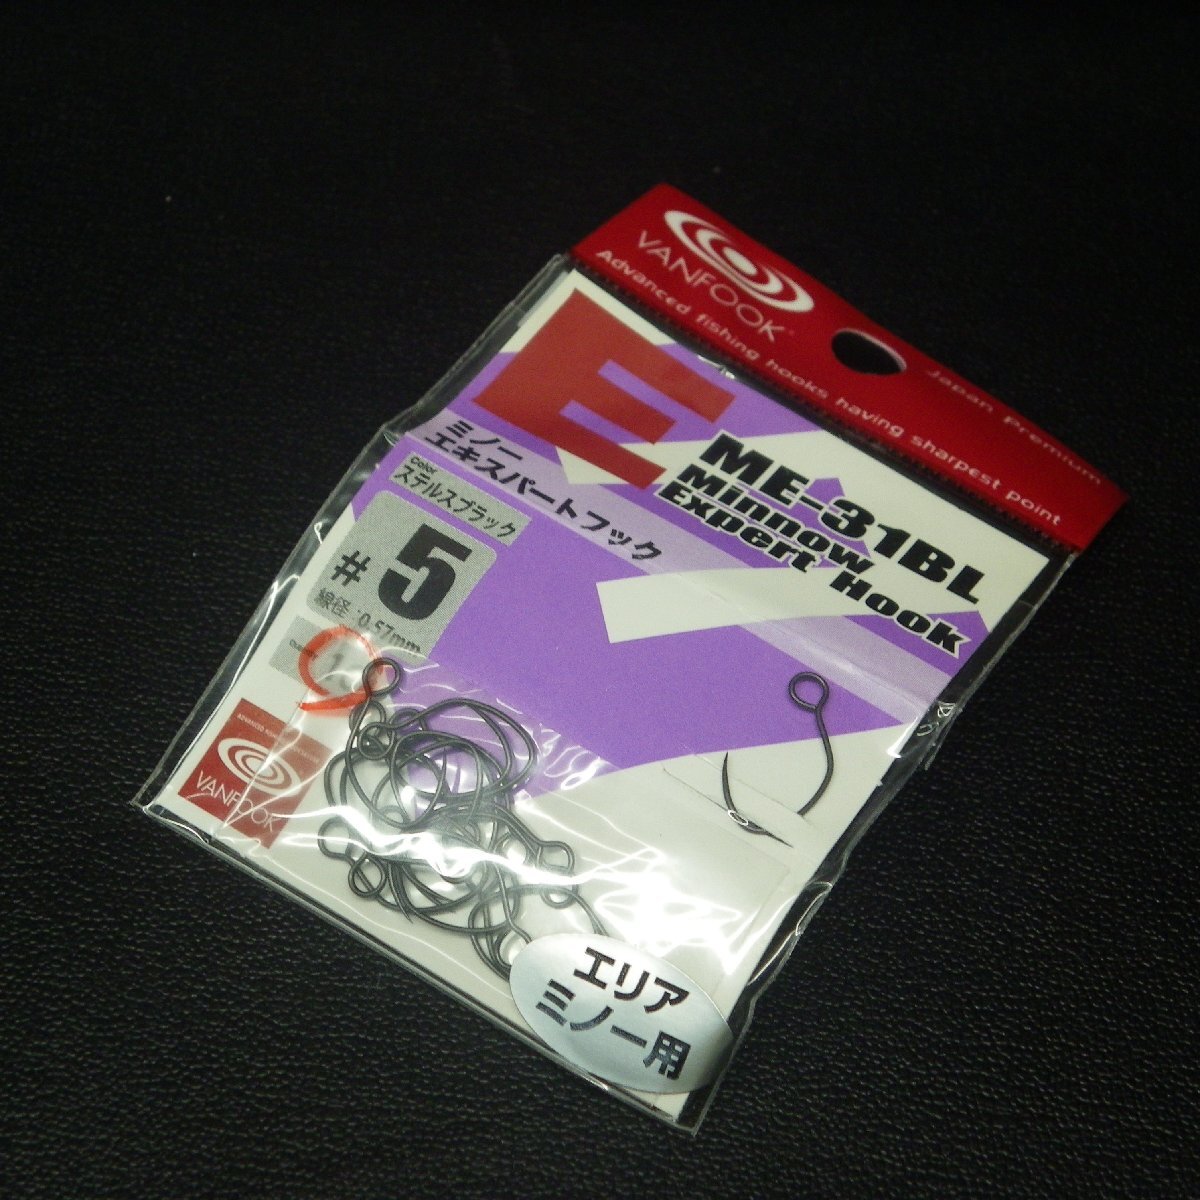 VANFOOK
Advanced fishing hooks having sharpest point
Japan Premium
E
ME-31BL
Minnow
Expert Hook
ミノー
エキスパートフック
Color
ステルスブラック
# 5
線径:0.57mm
VANFOOK
エリア
ミノー用